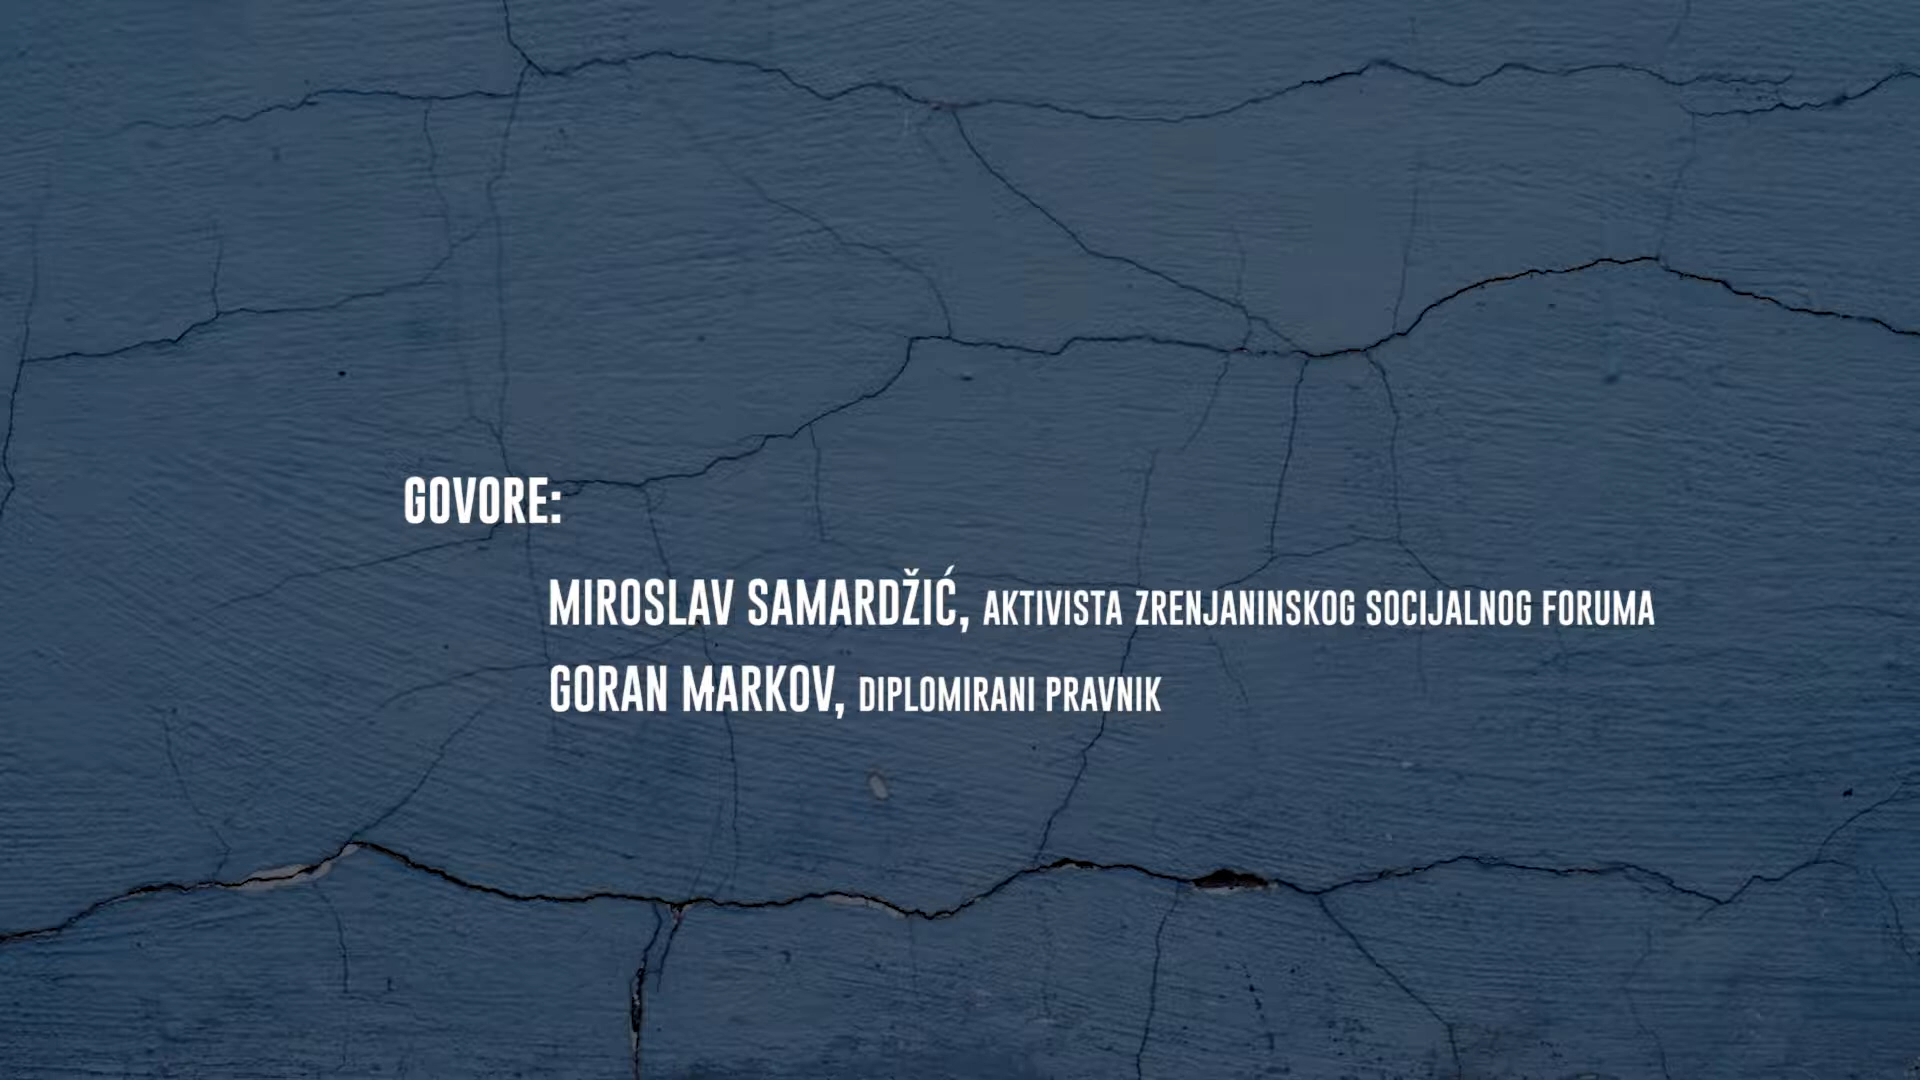 GOVORE:
MIROSLAV SAMARDŽIĆ, AKTIVISTA ZRENJANINSKOG SOCIJALNOG FORUMA
GORAN MARKOV, DIPLOMIRANI PRAVNIK